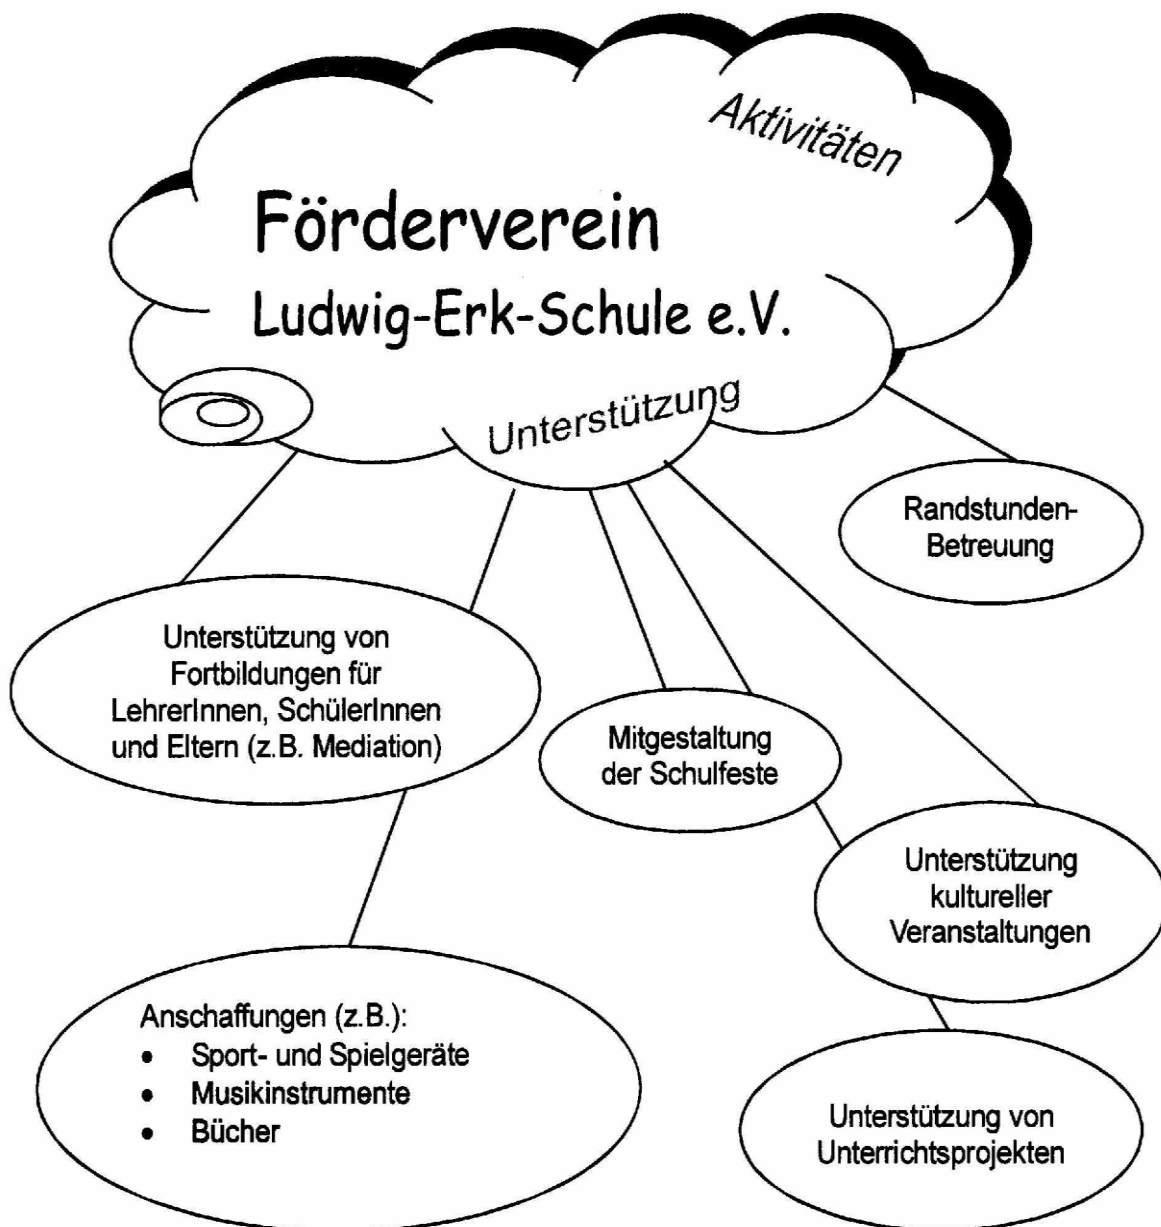 Aktivitäten
Förderverein
Ludwig-Erk-Schule e.V.
Unterstützung
Randstunden-
Betreuung
Unterstützung von
Fortbildungen für
LehrerInnen, SchülerInnen
und Eltern (z.B. Mediation)
Mitgestaltung
der Schulfeste
Unterstützung
kultureller
Veranstaltungen
Anschaffungen (z.B.):
• Sport- und Spielgeräte
• Musikinstrumente
• Bücher
Unterstützung von
Unterrichtsprojekten